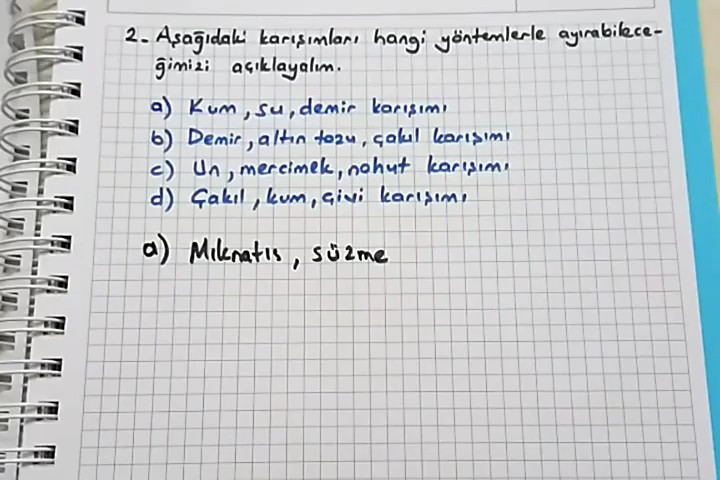 2- Aşağıdaki karışımları hangi yöntemlerle ayırabilece-
ğimizi açıklayalım.
a) Kum, su, demir karışımı
b) Demir, altın tozu, çakıl karışımı
c) Un, mercimek, nohut karışımı
d) Çakıl, kum, çivi karışımı
a) Mıknatıs, süzme